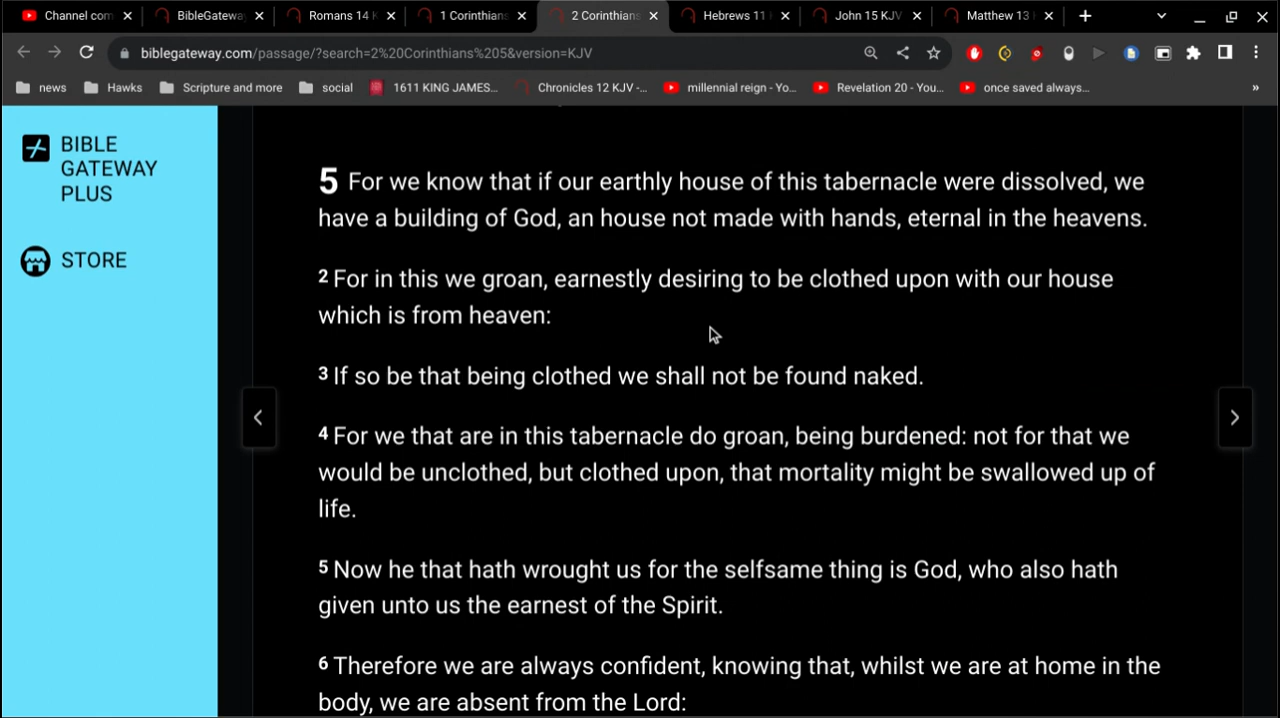 Channel com
BibleGatewa
Romans 14 K
1 Corinthian
2 Corinthians
Hebrews 11
John 15 KJV
Matthew 13
biblegateway.com/passage/?search=2%20Corinthians%205&version=KJV
news
Hawks
Scripture and more
social
1611 KING JAMES...
Chronicles 12 KJV -...
millennial reign - Yo...
Revelation 20 - You...
once saved always...
»
BIBLE
GATEWAY
PLUS
STORE
5 For we know that if our earthly house of this tabernacle were dissolved, we
have a building of God, an house not made with hands, eternal in the heavens.
2 For in this we groan, earnestly desiring to be clothed upon with our house
which is from heaven:
3 If so be that being clothed we shall not be found naked.
4 For we that are in this tabernacle do groan, being burdened: not for that we
would be unclothed, but clothed upon, that mortality might be swallowed up of
life.
5 Now he that hath wrought us for the selfsame thing is God, who also hath
given unto us the earnest of the Spirit.
6 Therefore we are always confident, knowing that, whilst we are at home in the
body, we are absent from the Lord: